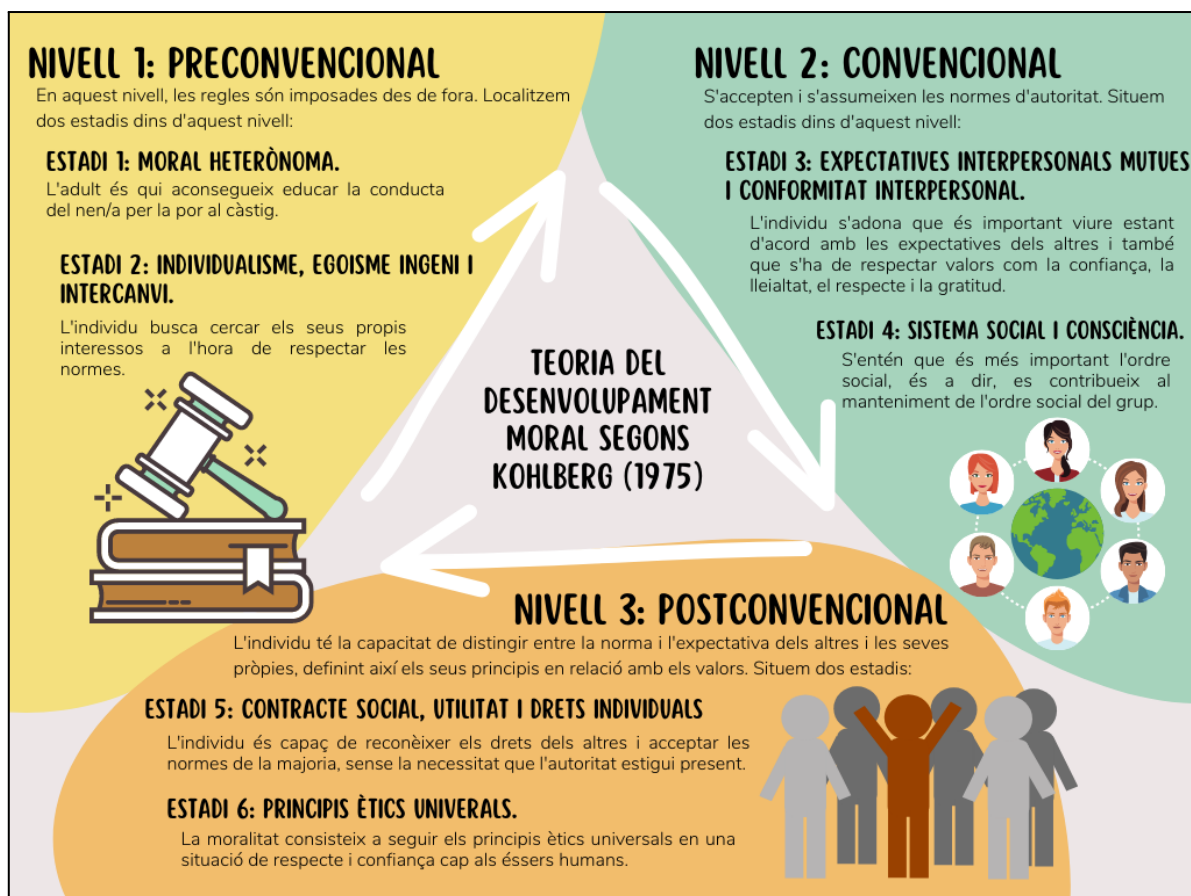 NIVELL 1: PRECONVENCIONAL
En aquest nivell, les regles són imposades des de fora. Localitzem
dos estadis dins d'aquest nivell:
ESTADI 1: MORAL HETERÒNOMA.
L'adult és qui aconsegueix educar la conducta
del nen/a per la por al càstig.
ESTADI 2: INDIVIDUALISME, EGOISME INGENI I
INTERCANVI.
L'individu busca cercar els seus propis
interessos a l'hora de respectar les
normes.
NIVELL 2: CONVENCIONAL
S'accepten i s'assumeixen les normes d'autoritat. Situem
dos estadis dins d'aquest nivell:
ESTADI 3: EXPECTATIVES INTERPERSONALS MUTUES
I CONFORMITAT INTERPERSONAL.
L'individu s'adona que és important viure estant
d'acord amb les expectatives dels altres i també
que s'ha de respectar valors com la confiança, la
lleialtat, el respecte i la gratitud.
ESTADI 4: SISTEMA SOCIAL I CONSCIÈNCIA.
S'entén que és més important l'ordre
social, és a dir, es contribueix al
manteniment de l'ordre social del grup.
TEORIA DEL
DESENVOLUPAMENT
MORAL SEGONS
KOHLBERG (1975)
NIVELL 3: POSTCONVENCIONAL
L'individu té la capacitat de distingir entre la norma i l'expectativa dels altres i les seves
pròpies, definint així els seus principis en relació amb els valors. Situem dos estadis:
ESTADI 5: CONTRACTE SOCIAL, UTILITAT I DRETS INDIVIDUALS
L'individu és capaç de reconèixer els drets dels altres i acceptar les
normes de la majoria, sense la necessitat que l'autoritat estigui present.
ESTADI 6: PRINCIPIS ÈTICS UNIVERALS.
La moralitat consisteix a seguir els principis ètics universals en una
situació de respecte i confiança cap als éssers humans.